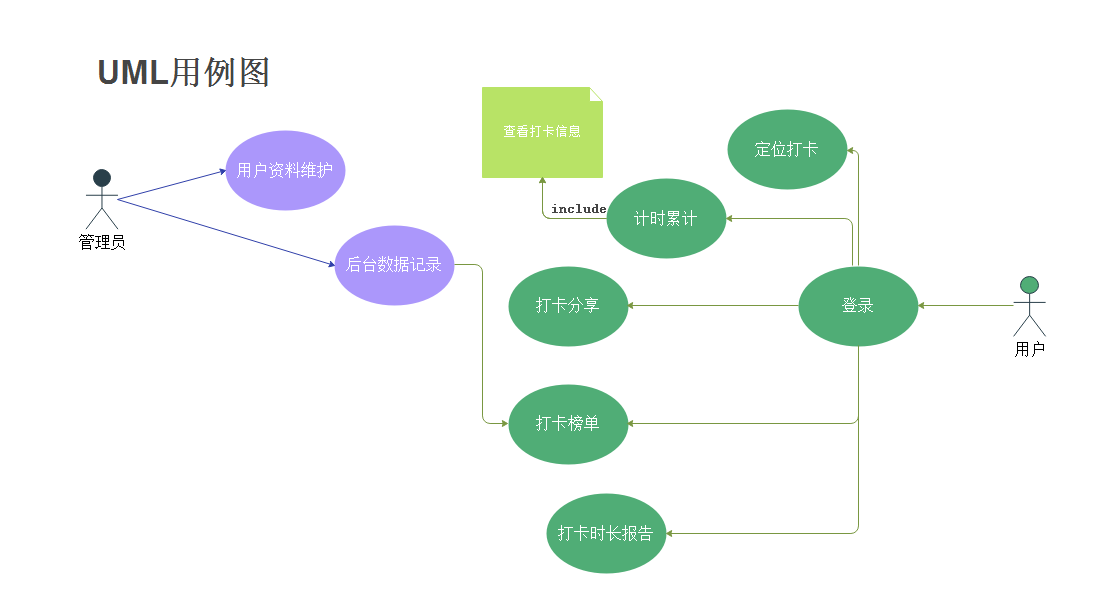 UML用例图
查看打卡信息
定位打卡
用户资料维护
include
计时累计
管理员
后台数据记录
打卡分享
登录
用户
打卡榜单
打卡时长报告